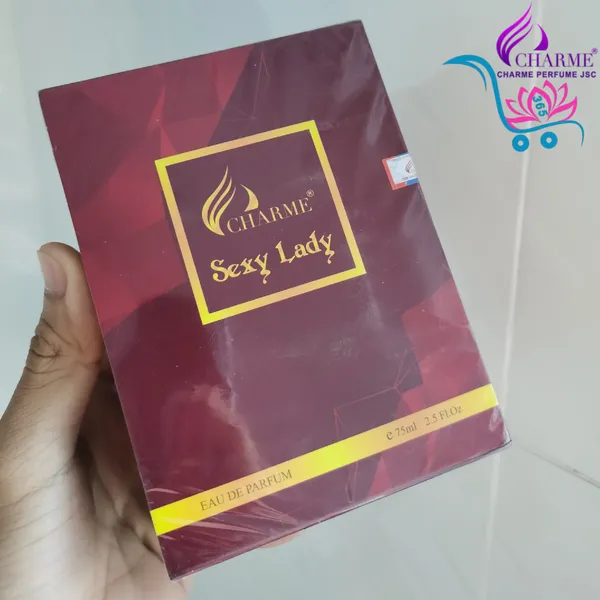 CHARME®
CHARME PERFUME JSC
365
CHARME®
Sexy Lady
EAU DE PARFUM
e 75ml 2.5 FLOz